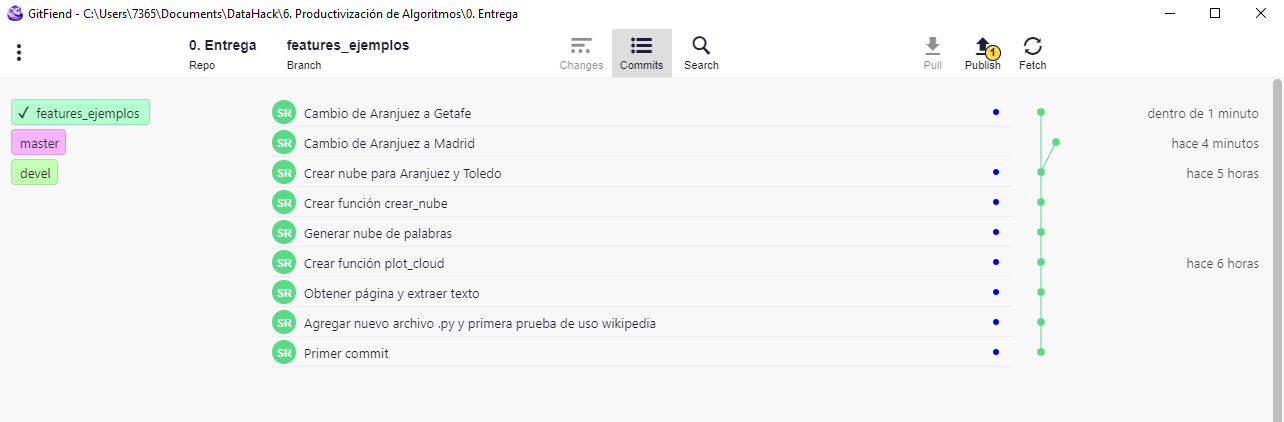 GitFiend - C:\Users\7365\Documents\DataHack\6. Productivización de Algoritmos\0. Entrega
0. Entrega
Repo
features_ejemplos
Branch
Changes
Commits
Search
Pull
1
Publish
Fetch
✓ features_ejemplos
master
devel
SR Cambio de Aranjuez a Getafe dentro de 1 minuto
SR Cambio de Aranjuez a Madrid hace 4 minutos
SR Crear nube para Aranjuez y Toledo hace 5 horas
SR Crear función crear_nube
SR Generar nube de palabras
SR Crear función plot_cloud hace 6 horas
SR Obtener página y extraer texto
SR Agregar nuevo archivo .py y primera prueba de uso wikipedia
SR Primer commit